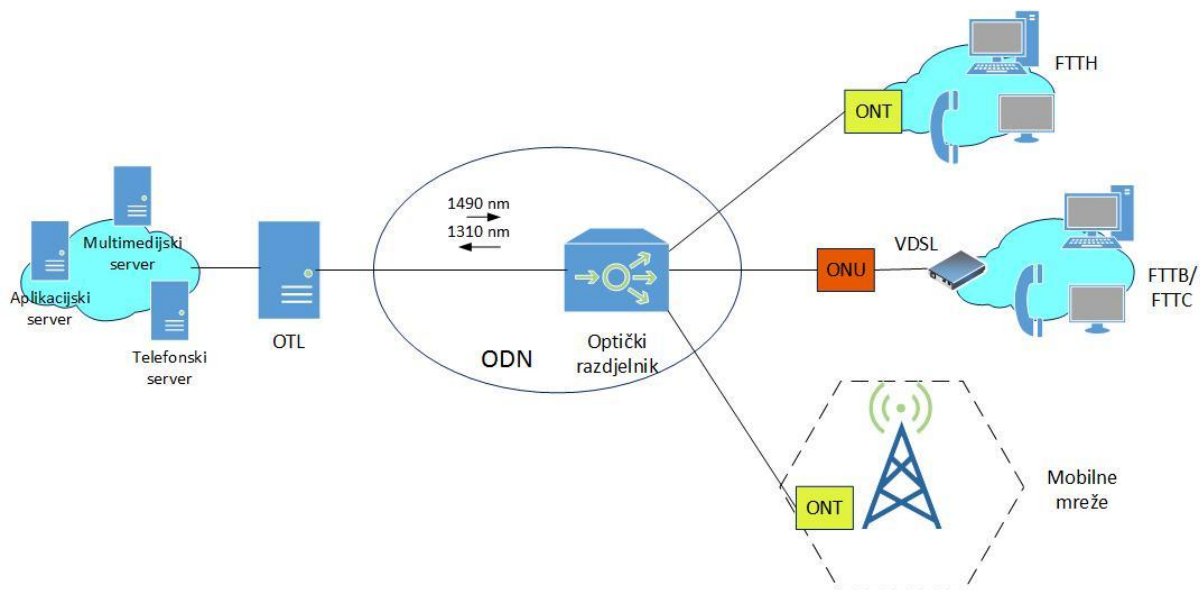 FTTH
ONT
1490 nm
1310 nm
Multimedijski
server
Aplikacijski
server
Telefonski
server
OTL
ODN
Optički
razdjelnik
ONU
VDSL
FTTB/
FTTC
ONT
Mobilne
mreže